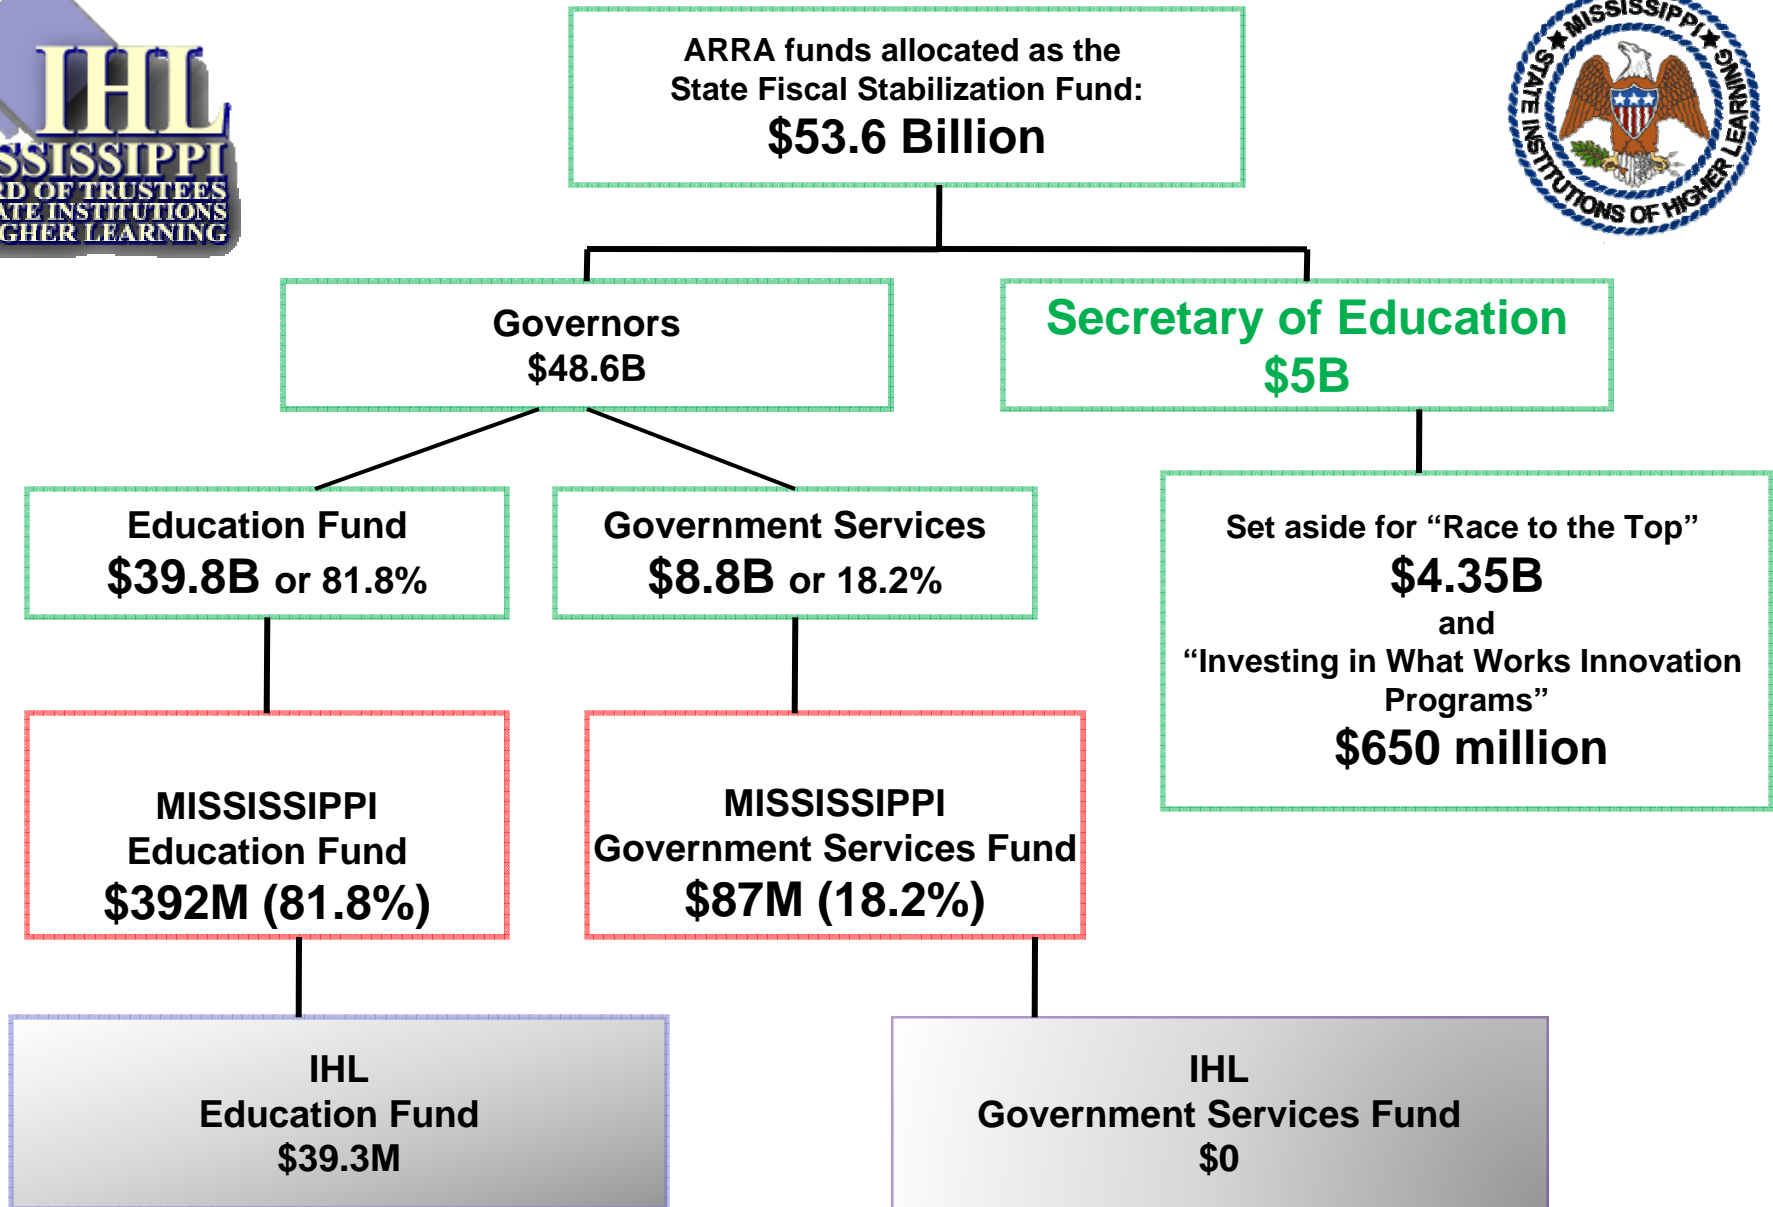 IHL
SSISSIPPI
RD OF TRUSTEES
ATE INSTITUTIONS
GHER LEARNING
ARRA funds allocated as the
State Fiscal Stabilization Fund:
$53.6 Billion
MISSISSIPPI
STATE INSTITUTIONS OF HIGHER LEARNING
Governors
$48.6B
Secretary of Education
$5B
Education Fund
$39.8B or 81.8%
Government Services
$8.8B or 18.2%
Set aside for “Race to the Top”
$4.35B
and
“Investing in What Works Innovation
Programs”
$650 million
MISSISSIPPI
Education Fund
$392M (81.8%)
MISSISSIPPI
Government Services Fund
$87M (18.2%)
IHL
Education Fund
$39.3M
IHL
Government Services Fund
$0